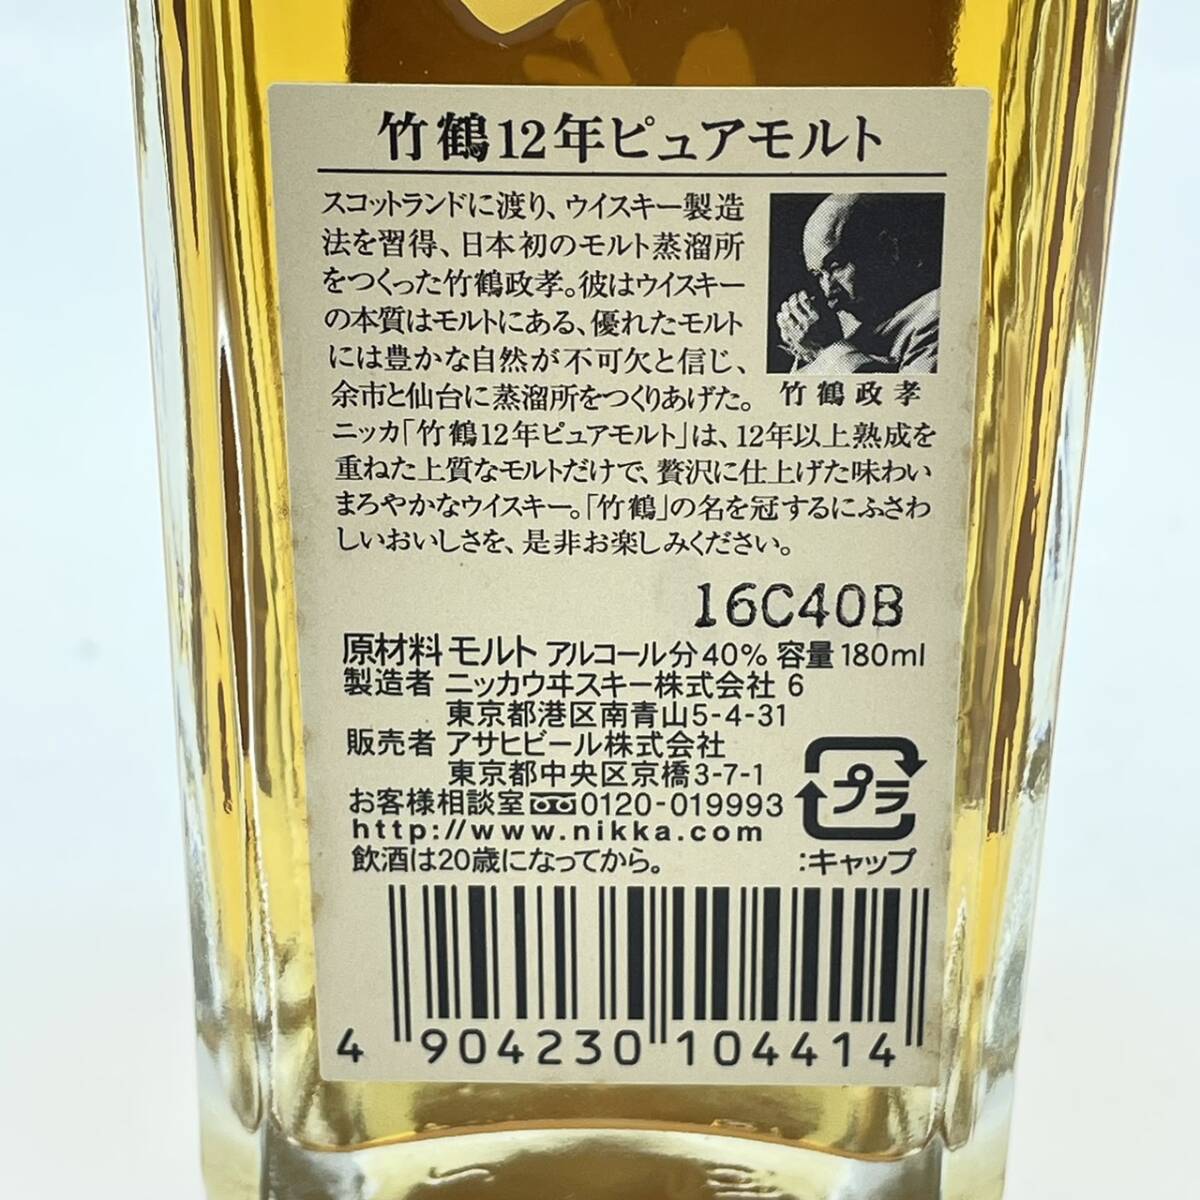 竹鶴12年ピュアモルト
スコットランドに渡り、ウイスキー製造
法を習得、日本初のモルト蒸溜所
をつくった竹鶴政孝。彼はウイスキー
の本質はモルトにある、優れたモルト
には豊かな自然が不可欠と信じ、
余市と仙台に蒸溜所をつくりあげた。
竹鶴政孝
ニッカ「竹鶴12年ピュアモルト」は、12年以上熟成を
重ねた上質なモルトだけで、贅沢に仕上げた味わい
まろやかなウイスキー。「竹鶴」の名を冠するにふさわ
しいおいしさを、是非お楽しみください。
16C40B
原材料 モルト アルコール分40% 容量180ml
製造者 ニッカウヰスキー株式会社 6
東京都港区南青山5-4-31
販売者 アサヒビール株式会社
東京都中央区京橋3-7-1
お客様相談室 0120-019993
http://www.nikka.com
飲酒は20歳になってから。
プラ
:キャップ
4 904230 104414